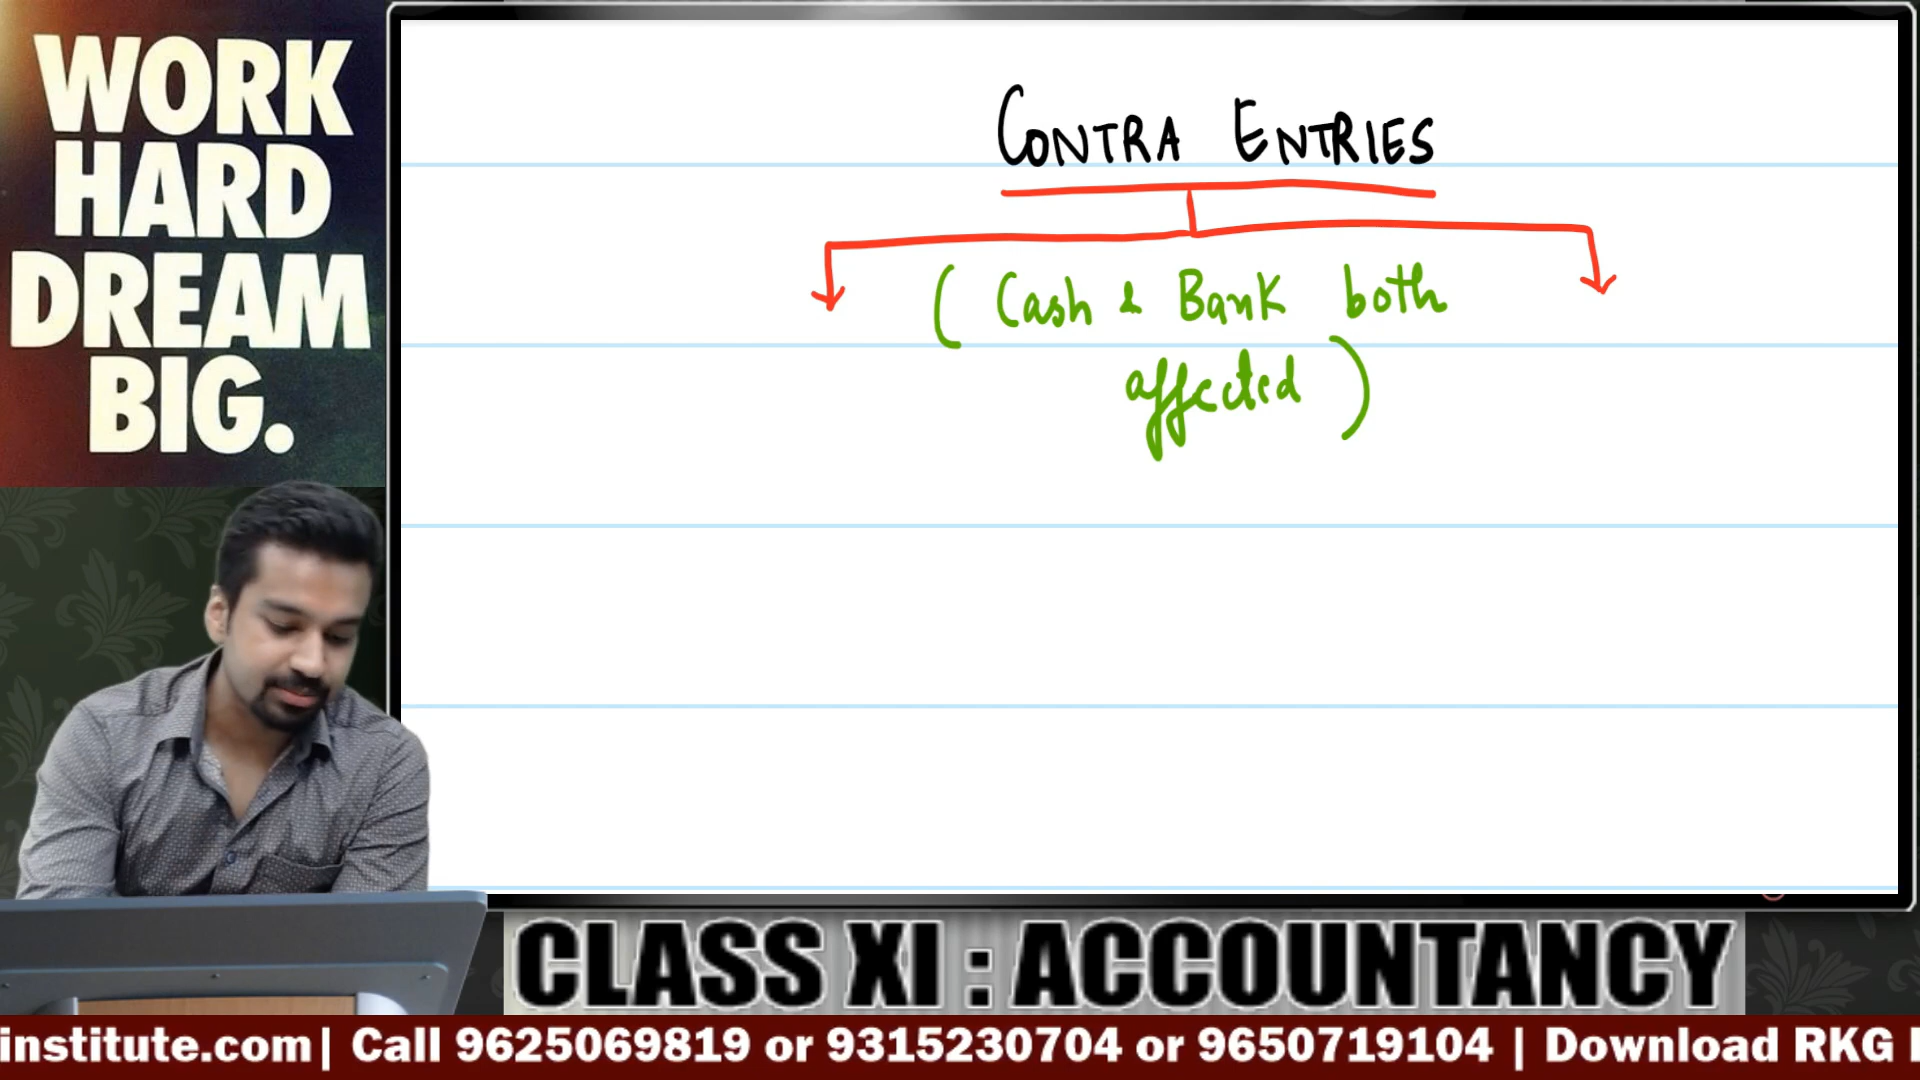 WORK
HARD
DREAM
BIG.
CONTRA ENTRIES
( Cash & Bank both
affected )
CLASS XI : ACCOUNTANCY
institute.com| Call 9625069819 or 9315230704 or 9650719104 | Download RKG